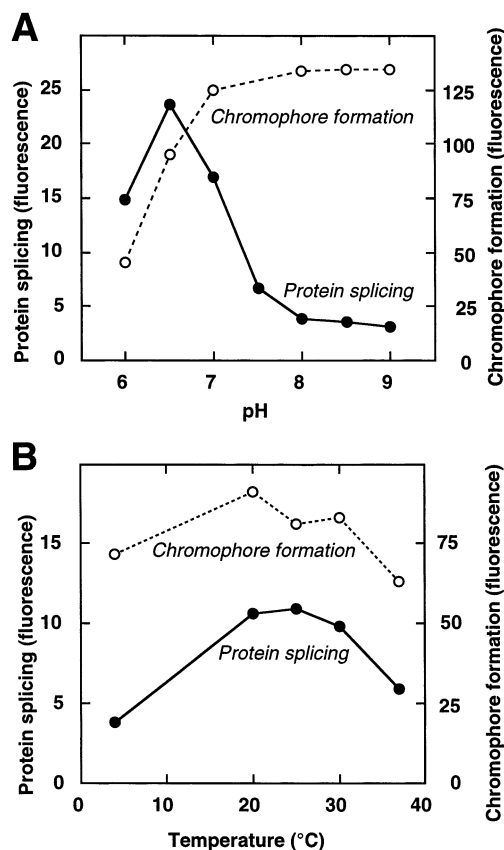 A
Protein splicing (fluorescence)
25
20
15
10
5
0
Chromophore formation
Protein splicing
125
100
75
50
25
0
Chromophore formation (fluorescence)
6 7 8 9
pH
B
Protein splicing (fluorescence)
15
10
5
0
Chromophore formation
Protein splicing
75
50
25
0
Chromophore formation (fluorescence)
0 10 20 30 40
Temperature (°C)